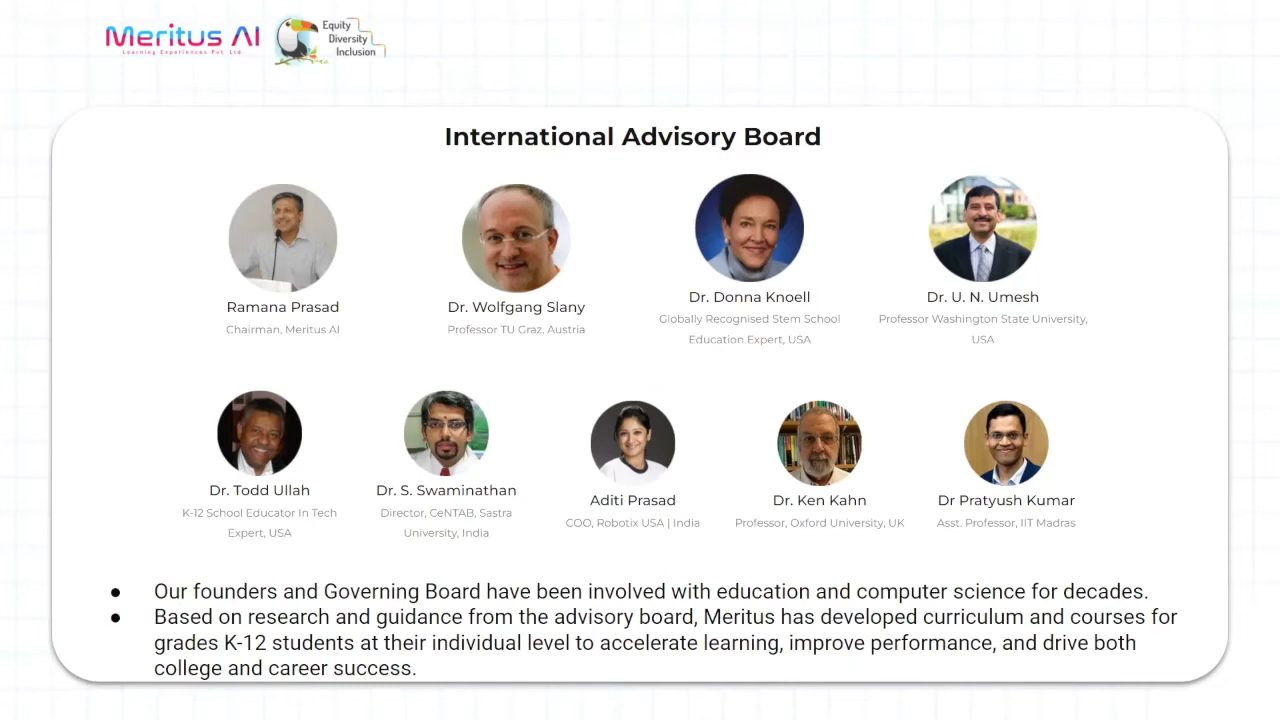 Meritus AI
Learning Experiences Pvt. Ltd.
Equity
Diversity
Inclusion
International Advisory Board
Ramana Prasad
Chairman, Meritus AI
Dr. Wolfgang Slany
Professor TU Graz, Austria
Dr. Donna Knoell
Globally Recognised Stem School
Education Expert, USA
Dr. U. N. Umesh
Professor Washington State University,
USA
Dr. Todd Ullah
K-12 School Educator In Tech
Expert, USA
Dr. S. Swaminathan
Director, CeNTAB, Sastra
University, India
Aditi Prasad
COO, Robotix USA | India
Dr. Ken Kahn
Professor, Oxford University, UK
Dr Pratyush Kumar
Asst. Professor, IIT Madras
● Our founders and Governing Board have been involved with education and computer science for decades.
● Based on research and guidance from the advisory board, Meritus has developed curriculum and courses for
grades K-12 students at their individual level to accelerate learning, improve performance, and drive both
college and career success.